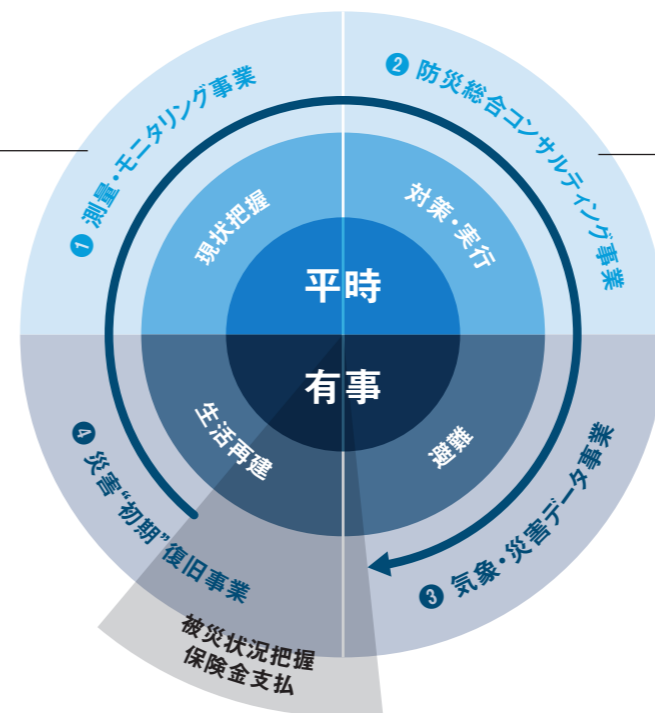 ❶ 測量・モニタリング事業
❷ 防災総合コンサルティング事業
現状把握
対策・実行
平時
有事
生活再建
避難
❹ 災害“初期”復旧事業
❸ 気象・災害データ事業
被災状況把握
保険金支払